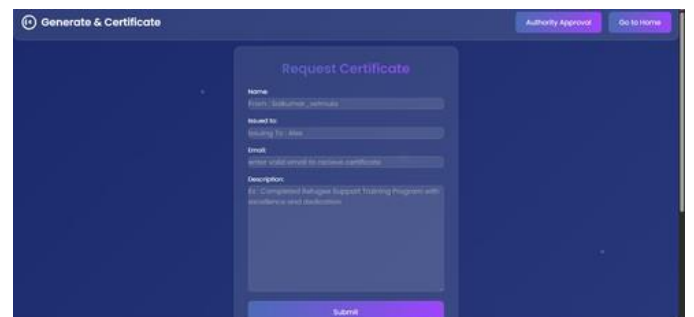 Generate & Certificate
Authority Approval
Go to Home
Request Certificate
Name
From : Saikumar_vemula
Issued to:
Issuing To : Alex
Email:
enter valid email to recieve certificate
Description:
Ex : Completed Refugee Support Training Program with
excellence and dedication
Submit